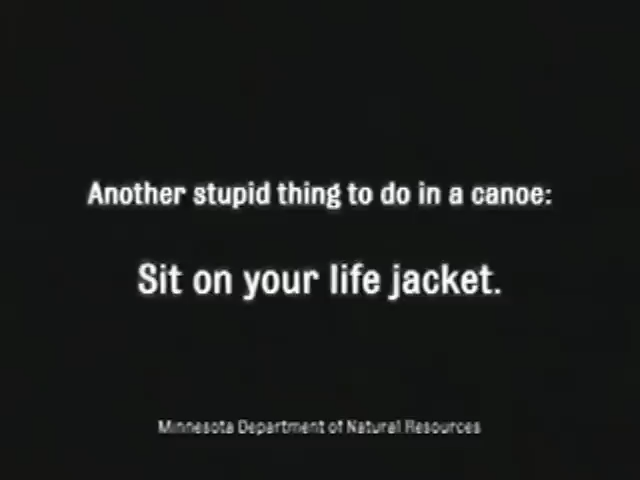 Another stupid thing to do in a canoe:
Sit on your life jacket.
Minnesota Department of Natural Resources